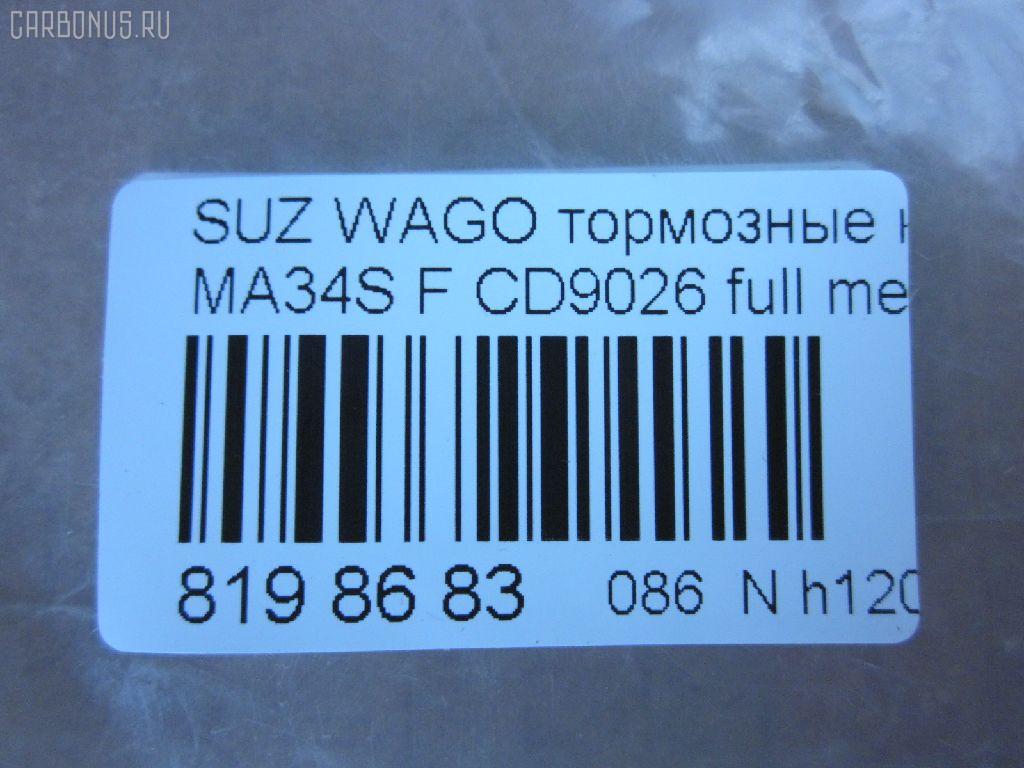 CARBONUS.RU
SUZ WAGO тормозные
MA34S F CD9026 full me
819 86 83 086 N h120